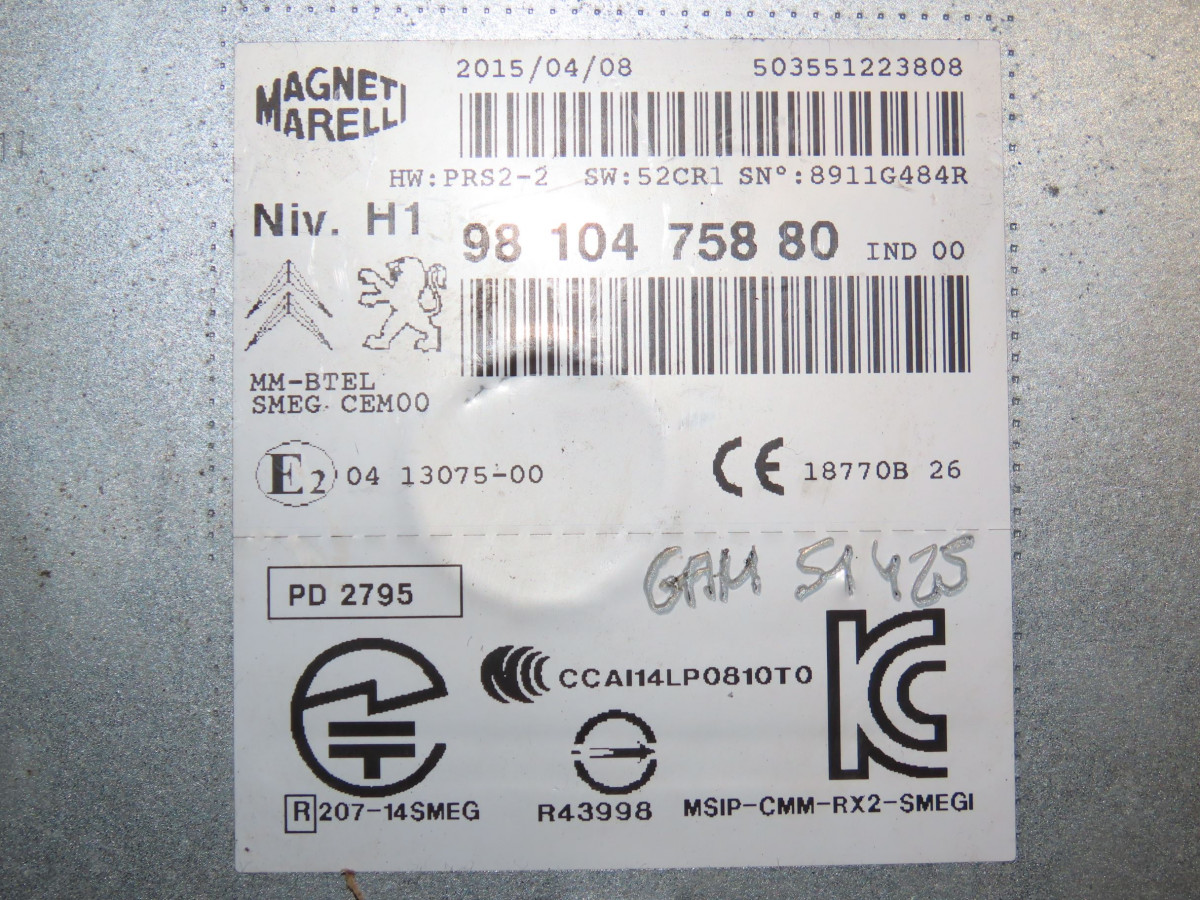 MAGNETI
MARELLI
2015/04/08 503551223808
HW:PRS2-2 SW:52CR1 SN°:8911G484R
Niv. H1
98 104 758 80 IND 00
MM-BTEL
SMEG CEM00
E2 04 13075-00
CE 18770B 26
GAM 51425
PD 2795
CCAI14LP0810T0
KC
R 207-14SMEG
R43998
MSIP-CMM-RX2-SMEGI